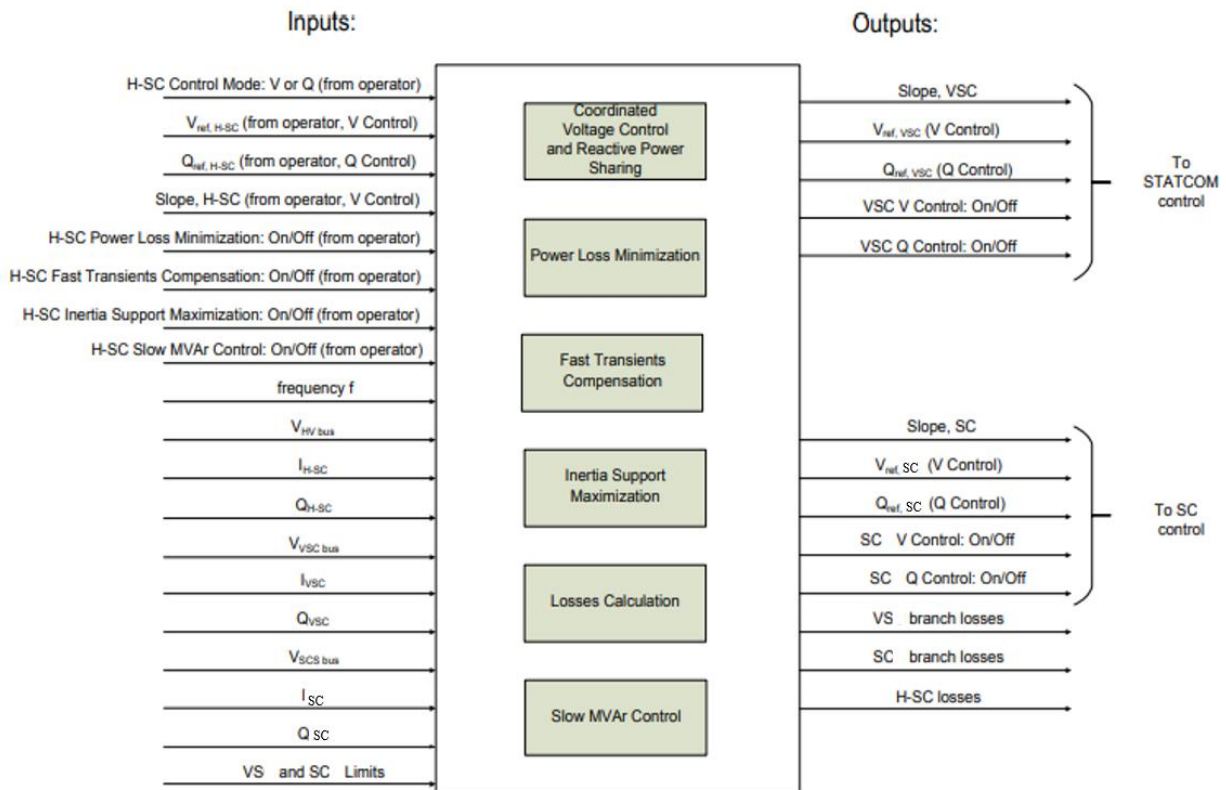 Inputs:
Outputs:
H-SC Control Mode: V or Q (from operator)
Vref, H-SC (from operator, V Control)
Qref, H-SC (from operator, Q Control)
Slope, H-SC (from operator, V Control)
H-SC Power Loss Minimization: On/Off (from operator)
H-SC Fast Transients Compensation: On/Off (from operator)
H-SC Inertia Support Maximization: On/Off (from operator)
H-SC Slow MVAr Control: On/Off (from operator)
frequency f
VHV bus
IH-SC
QH-SC
VVSC bus
IVSC
QVSC
VSCS bus
I SC
Q SC
VS and SC Limits
Coordinated
Voltage Control
and Reactive Power
Sharing
Power Loss Minimization
Fast Transients
Compensation
Inertia Support
Maximization
Losses Calculation
Slow MVAr Control
Slope, VSC
Vref, VSC (V Control)
Qref, VSC (Q Control)
VSC V Control: On/Off
VSC Q Control: On/Off
To
STATCOM
control
Slope, SC
Vref, SC (V Control)
Qref, SC (Q Control)
SC V Control: On/Off
SC Q Control: On/Off
To SC
control
VS branch losses
SC branch losses
H-SC losses